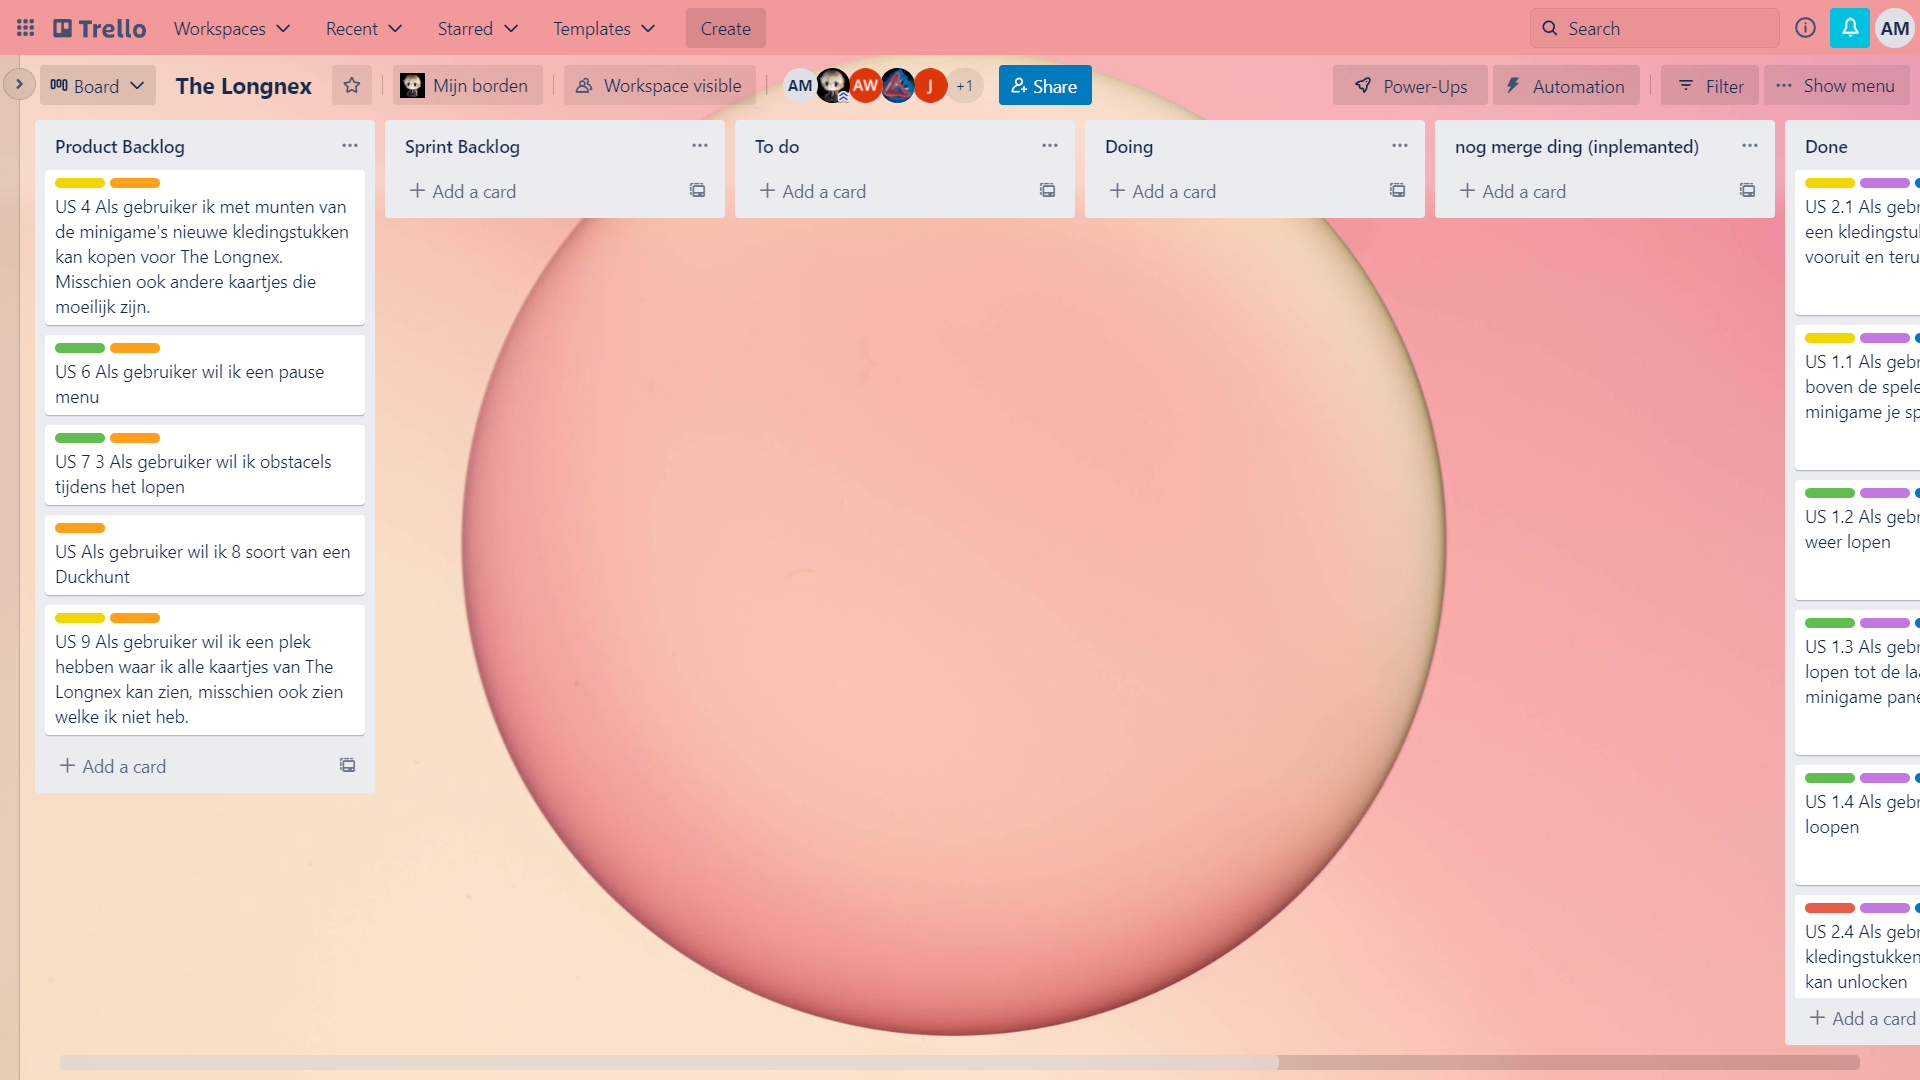 Trello
Workspaces
Recent
Starred
Templates
Create
Search
AM
Board
The Longnex
Mijn borden
Workspace visible
AM
AW
J
+1
Share
Power-Ups
Automation
Filter
Show menu
Product Backlog
US 4 Als gebruiker ik met munten van
de minigame's nieuwe kledingstukken
kan kopen voor The Longnex.
Misschien ook andere kaartjes die
moeilijk zijn.
US 6 Als gebruiker wil ik een pause
menu
US 7 3 Als gebruiker wil ik obstacels
tijdens het lopen
US Als gebruiker wil ik 8 soort van een
Duckhunt
US 9 Als gebruiker wil ik een plek
hebben waar ik alle kaartjes van The
Longnex kan zien, misschien ook zien
welke ik niet heb.
Add a card
Sprint Backlog
Add a card
To do
Add a card
Doing
Add a card
nog merge ding (inplemanted)
Add a card
Done
US 2.1 Als gebr
een kledingstu
vooruit en teru
US 1.1 Als gebr
boven de spele
minigame je sp
US 1.2 Als gebr
weer lopen
US 1.3 Als gebr
lopen tot de laa
minigame pane
US 1.4 Als gebr
loopen
US 2.4 Als gebr
kledingstukken
kan unlocken
Add a card